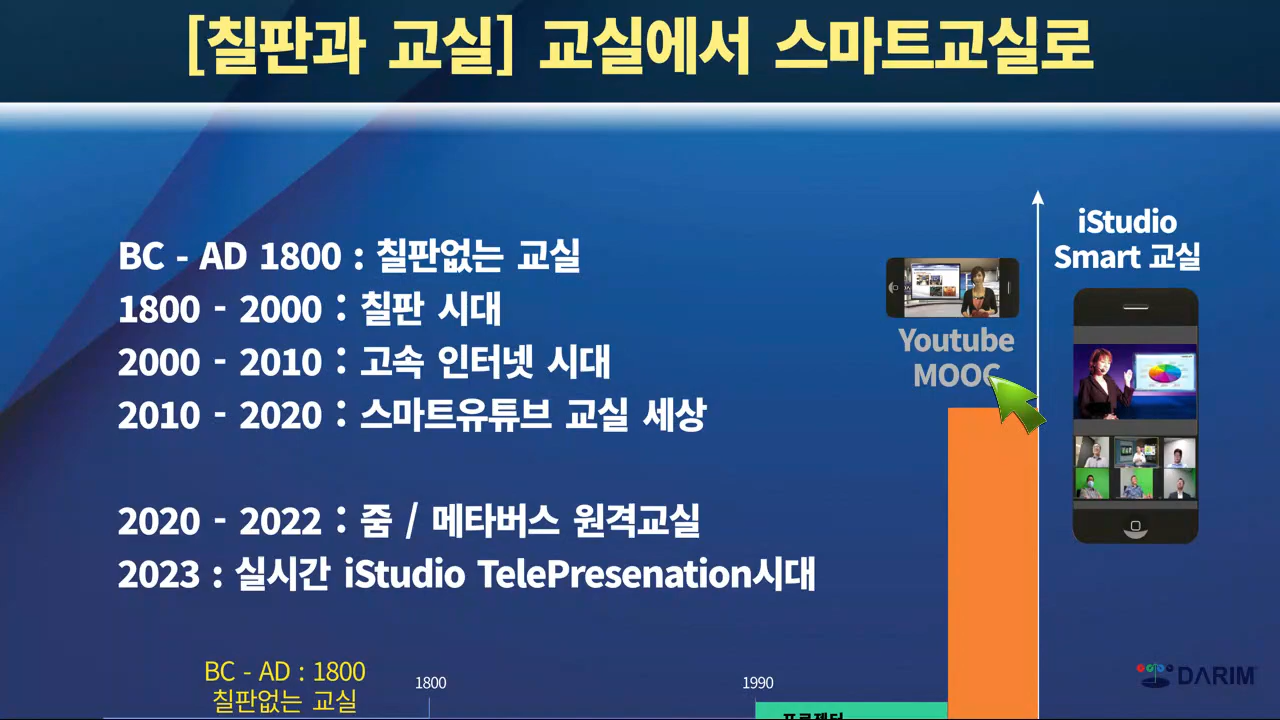 [칠판과 교실] 교실에서 스마트교실로
BC - AD 1800 : 칠판없는 교실
1800 - 2000 : 칠판 시대
2000 - 2010 : 고속 인터넷 시대
2010 - 2020 : 스마트유튜브 교실 세상
2020 - 2022 : 줌 / 메타버스 원격교실
2023 : 실시간 iStudio TelePresenation시대
iStudio
Smart 교실
Youtube
MOOC
BC - AD : 1800
칠판없는 교실
1800
1990
프로젝터
DARIM